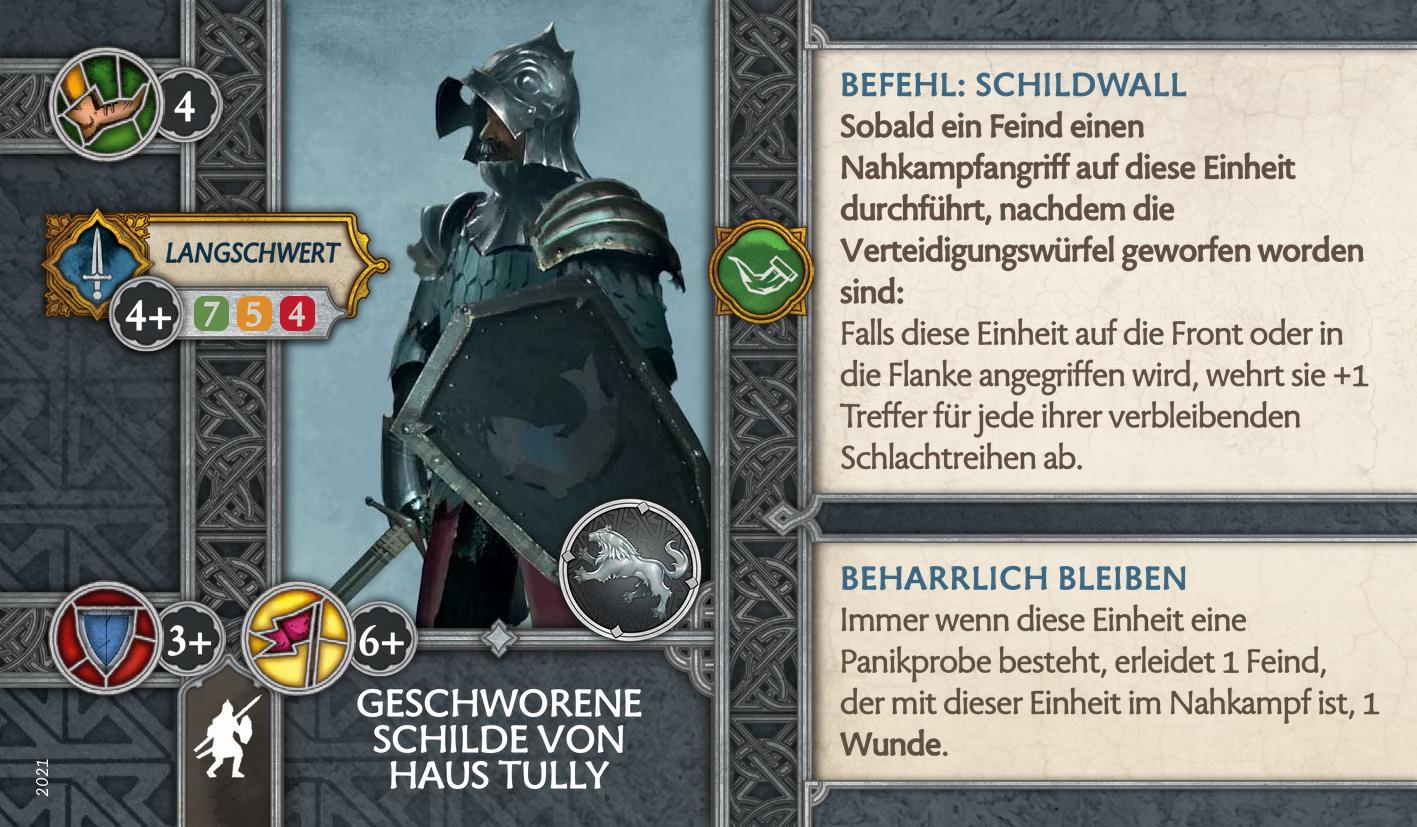 4
LANGSCHWERT
4+ 7 5 4
3+ 6+
GESCHWORENE
SCHILDE VON
HAUS TULLY
2021
BEFEHL: SCHILDWALL
Sobald ein Feind einen
Nahkampfangriff auf diese Einheit
durchführt, nachdem die
Verteidigungswürfel geworfen worden
sind:
Falls diese Einheit auf die Front oder in
die Flanke angegriffen wird, wehrt sie +1
Treffer für jede ihrer verbleibenden
Schlachtreihen ab.
BEHARRLICH BLEIBEN
Immer wenn diese Einheit eine
Panikprobe besteht, erleidet 1 Feind,
der mit dieser Einheit im Nahkampf ist, 1
Wunde.